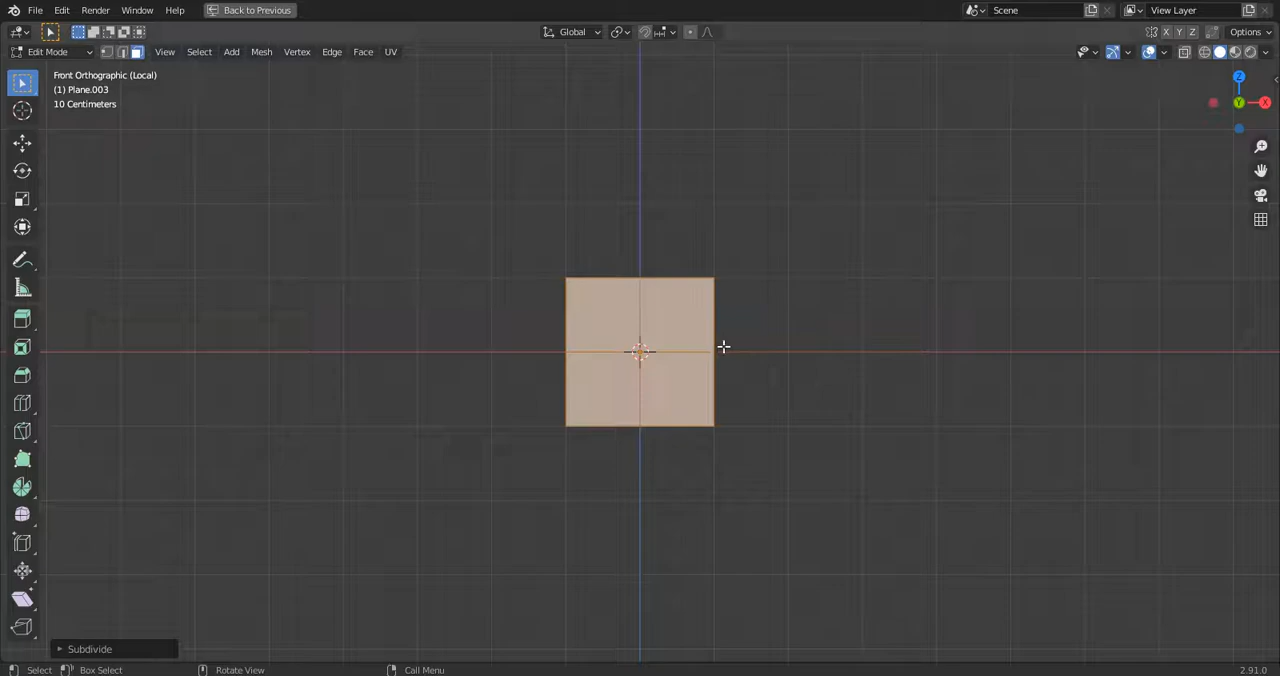 File Edit Render Window Help Back to Previous Scene View Layer
Global Options
X Y Z
Edit Mode View Select Add Mesh Vertex Edge Face UV
Front Orthographic (Local)
(1) Plane.003
10 Centimeters
Z
Y
X
Subdivide
Select Box Select Rotate View Call Menu 2.91.0